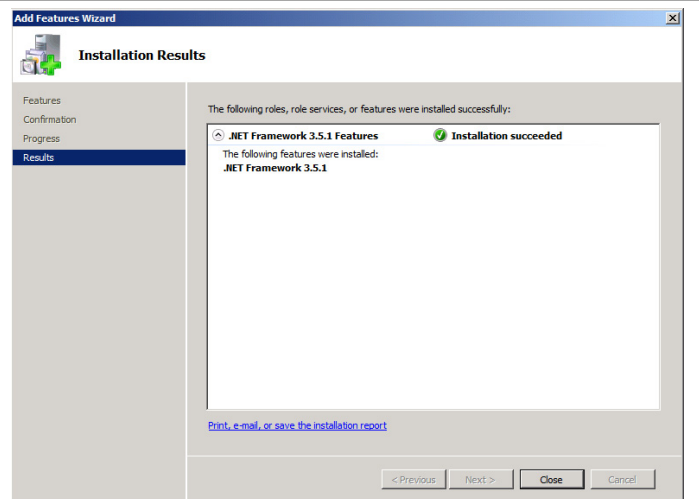 Add Features Wizard
Installation Results
Features
Confirmation
Progress
Results
The following roles, role services, or features were installed successfully:
.NET Framework 3.5.1 Features
Installation succeeded
The following features were installed:
.NET Framework 3.5.1
Print, e-mail, or save the installation report
< Previous
Next >
Close
Cancel